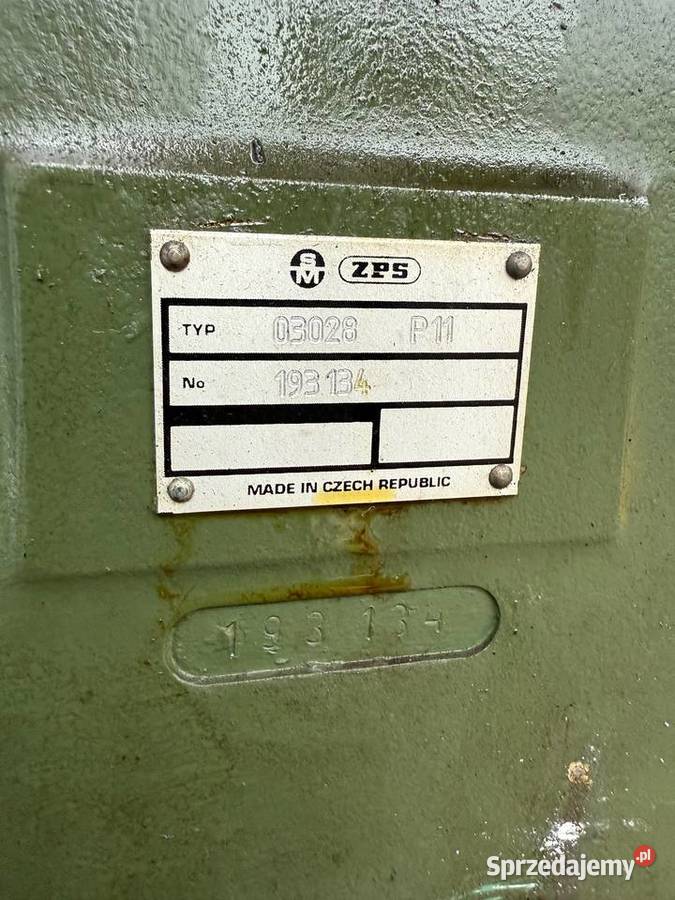 SM ZPS
TYP 03028 P11
No 193 134
MADE IN CZECH REPUBLIC
193 134
Sprzedajemy.pl